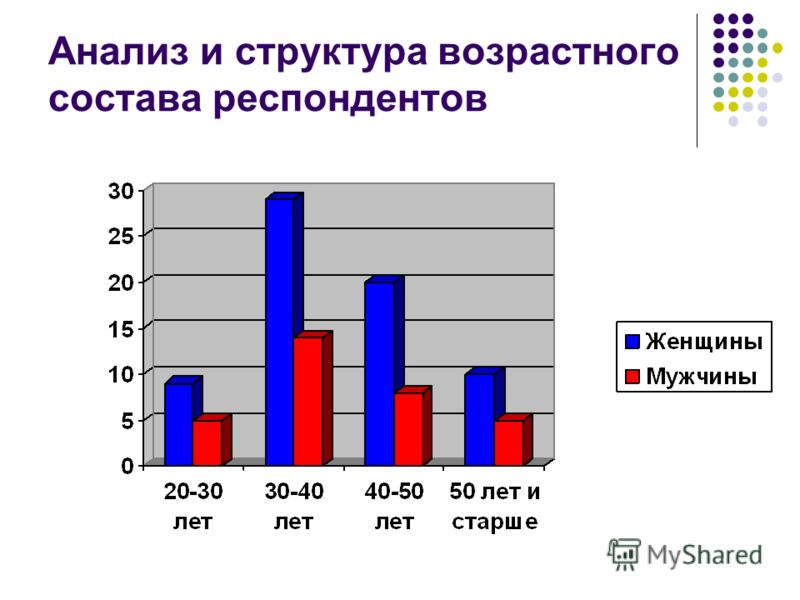 Анализ и структура возрастного
состава респондентов
30
25
20
15
10
5
0
20-30
лет
30-40
лет
40-50
лет
50 лет и
старше
Женщины
Мужчины
MyShared